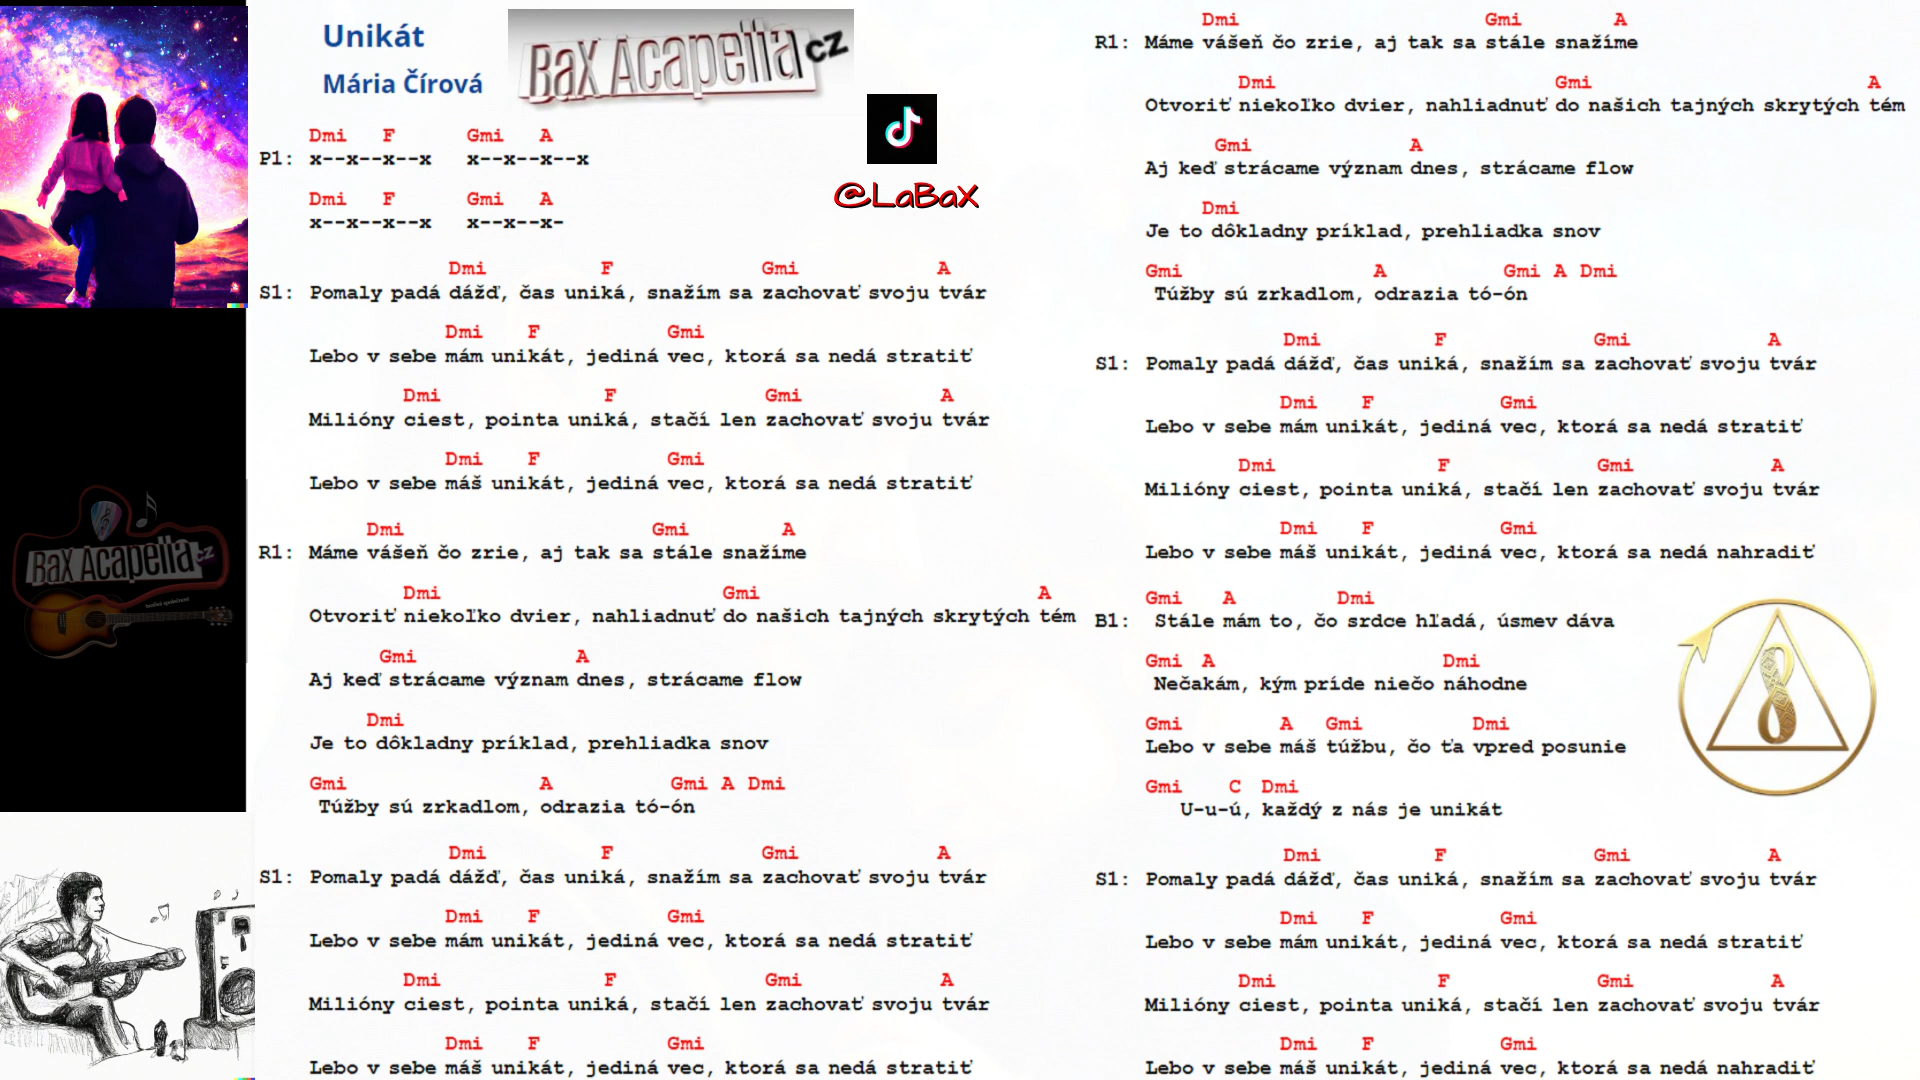 Unikát
Mária Čírová
BaX Acapella cz
@LaBaX
Dmi F Gmi A
P1: x--x--x--x x--x--x--x
Dmi F Gmi A
x--x--x--x x--x--x-
Dmi F Gmi A
S1: Pomaly padá dážď, čas uniká, snažím sa zachovať svoju tvár
Dmi F Gmi
Lebo v sebe mám unikát, jediná vec, ktorá sa nedá stratiť
Dmi F Gmi A
Milióny ciest, pointa uniká, stačí len zachovať svoju tvár
Dmi F Gmi
Lebo v sebe máš unikát, jediná vec, ktorá sa nedá stratiť
Dmi Gmi A
R1: Máme vášeň čo zrie, aj tak sa stále snažíme
Dmi Gmi A
Otvoriť niekoľko dvier, nahliadnuť do našich tajných skrytých tém
Gmi A
Aj keď strácame význam dnes, strácame flow
Dmi
Je to dôkladny príklad, prehliadka snov
Gmi A Gmi A Dmi
Túžby sú zrkadlom, odrazia tó-ón
Dmi F Gmi A
S1: Pomaly padá dážď, čas uniká, snažím sa zachovať svoju tvár
Dmi F Gmi
Lebo v sebe mám unikát, jediná vec, ktorá sa nedá stratiť
Dmi F Gmi A
Milióny ciest, pointa uniká, stačí len zachovať svoju tvár
Dmi F Gmi
Lebo v sebe máš unikát, jediná vec, ktorá sa nedá stratiť
Dmi Gmi A
R1: Máme vášeň čo zrie, aj tak sa stále snažíme
Dmi Gmi A
Otvoriť niekoľko dvier, nahliadnuť do našich tajných skrytých tém
Gmi A
Aj keď strácame význam dnes, strácame flow
Dmi
Je to dôkladny príklad, prehliadka snov
Gmi A Gmi A Dmi
Túžby sú zrkadlom, odrazia tó-ón
Dmi F Gmi A
S1: Pomaly padá dážď, čas uniká, snažím sa zachovať svoju tvár
Dmi F Gmi
Lebo v sebe mám unikát, jediná vec, ktorá sa nedá stratiť
Dmi F Gmi A
Milióny ciest, pointa uniká, stačí len zachovať svoju tvár
Dmi F Gmi
Lebo v sebe máš unikát, jediná vec, ktorá sa nedá nahradiť
Gmi A Dmi
B1: Stále mám to, čo srdce hľadá, úsmev dáva
Gmi A Dmi
Nečakám, kým príde niečo náhodne
Gmi A Gmi Dmi
Lebo v sebe máš túžbu, čo ťa vpred posunie
Gmi C Dmi
U-u-ú, každý z nás je unikát
Dmi F Gmi A
S1: Pomaly padá dážď, čas uniká, snažím sa zachovať svoju tvár
Dmi F Gmi
Lebo v sebe mám unikát, jediná vec, ktorá sa nedá stratiť
Dmi F Gmi A
Milióny ciest, pointa uniká, stačí len zachovať svoju tvár
Dmi F Gmi
Lebo v sebe máš unikát, jediná vec, ktorá sa nedá nahradiť
BaX Acapella cz